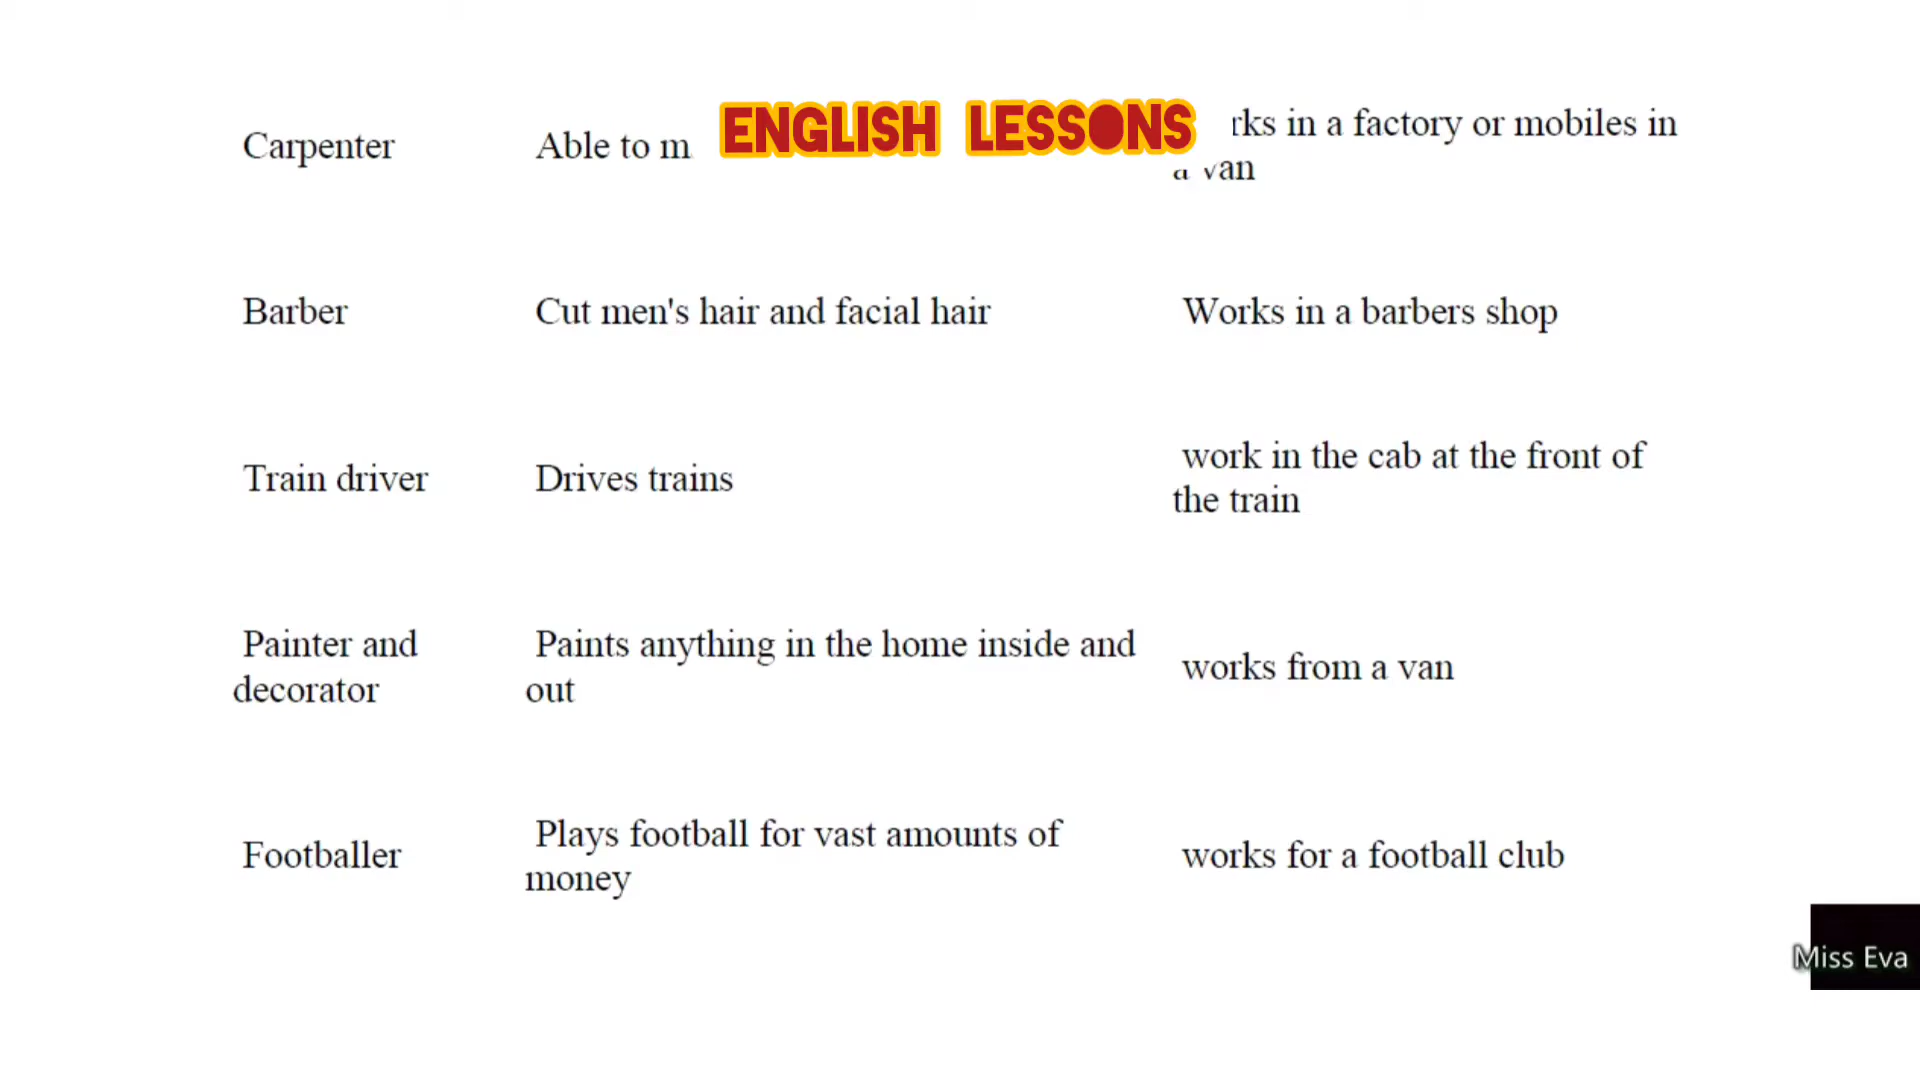 ENGLISH LESSONS
Carpenter
Able to
in a factory or mobiles in
van
Barber
Cut men's hair and facial hair
Works in a barbers shop
Train driver
Drives trains
work in the cab at the front of
the train
Painter and
decorator
Paints anything in the home inside and
out
works from a van
Footballer
Plays football for vast amounts of
money
works for a football club
Miss Eva